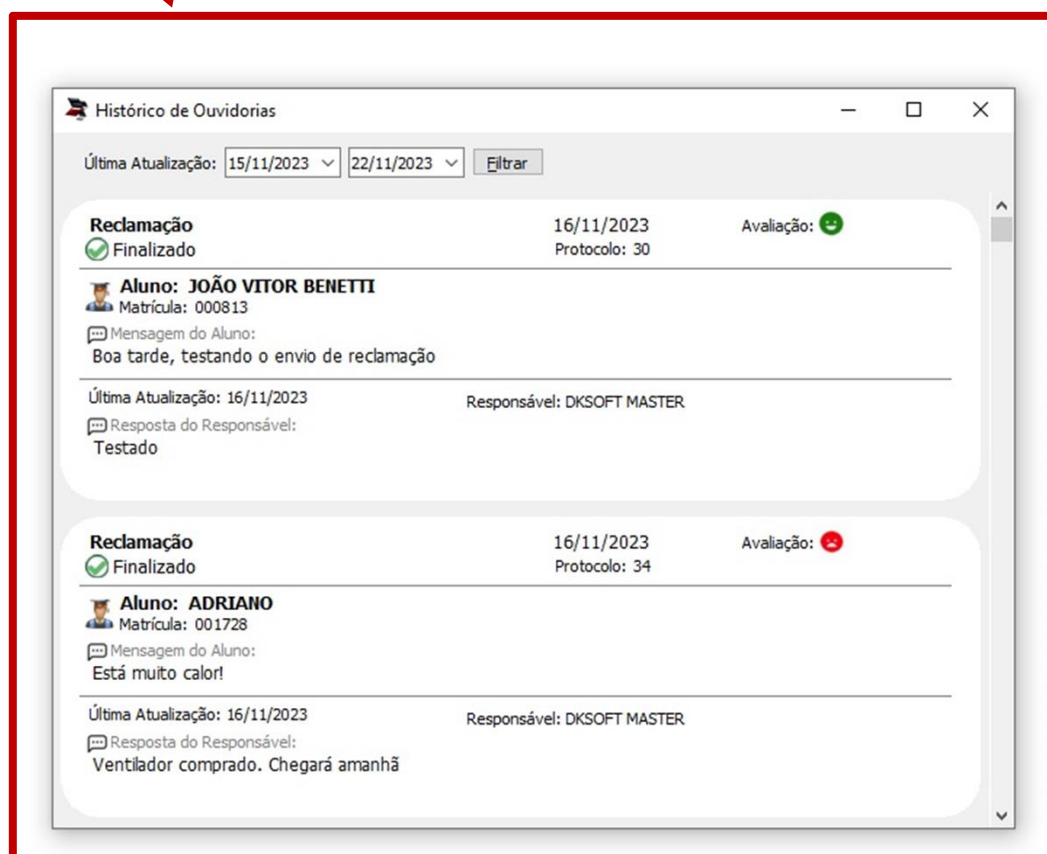 Histórico de Ouvidorias
Última Atualização: 15/11/2023 22/11/2023 Filtrar
Reclamação 16/11/2023 Avaliação:
Finalizado Protocolo: 30
Aluno: JOÃO VITOR BENETTI
Matrícula: 000813
Mensagem do Aluno:
Boa tarde, testando o envio de reclamação
Última Atualização: 16/11/2023 Responsável: DKSOFT MASTER
Resposta do Responsável:
Testado
Reclamação 16/11/2023 Avaliação:
Finalizado Protocolo: 34
Aluno: ADRIANO
Matrícula: 001728
Mensagem do Aluno:
Está muito calor!
Última Atualização: 16/11/2023 Responsável: DKSOFT MASTER
Resposta do Responsável:
Ventilador comprado. Chegará amanhã